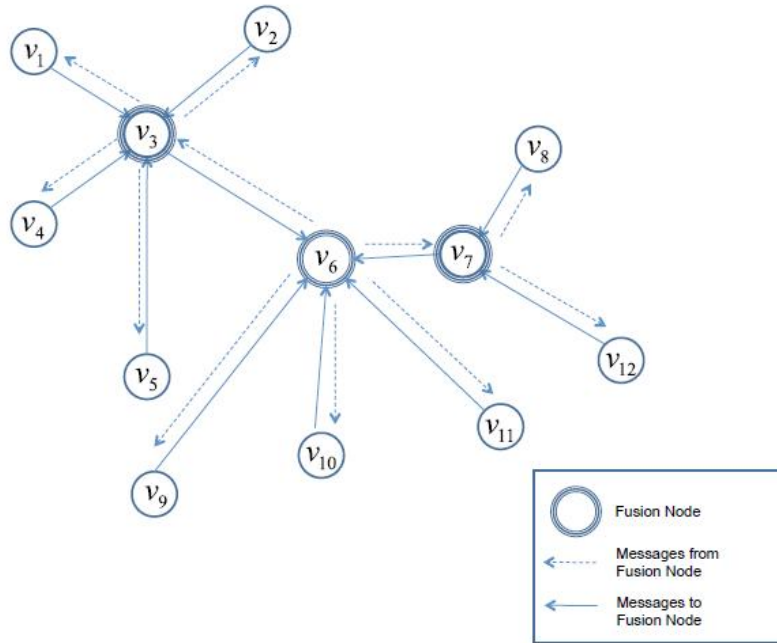 v2
v1
v3
v8
v4
v6
v7
v12
v5
v11
v10
v9
Fusion Node
Messages from
Fusion Node
Messages to
Fusion Node